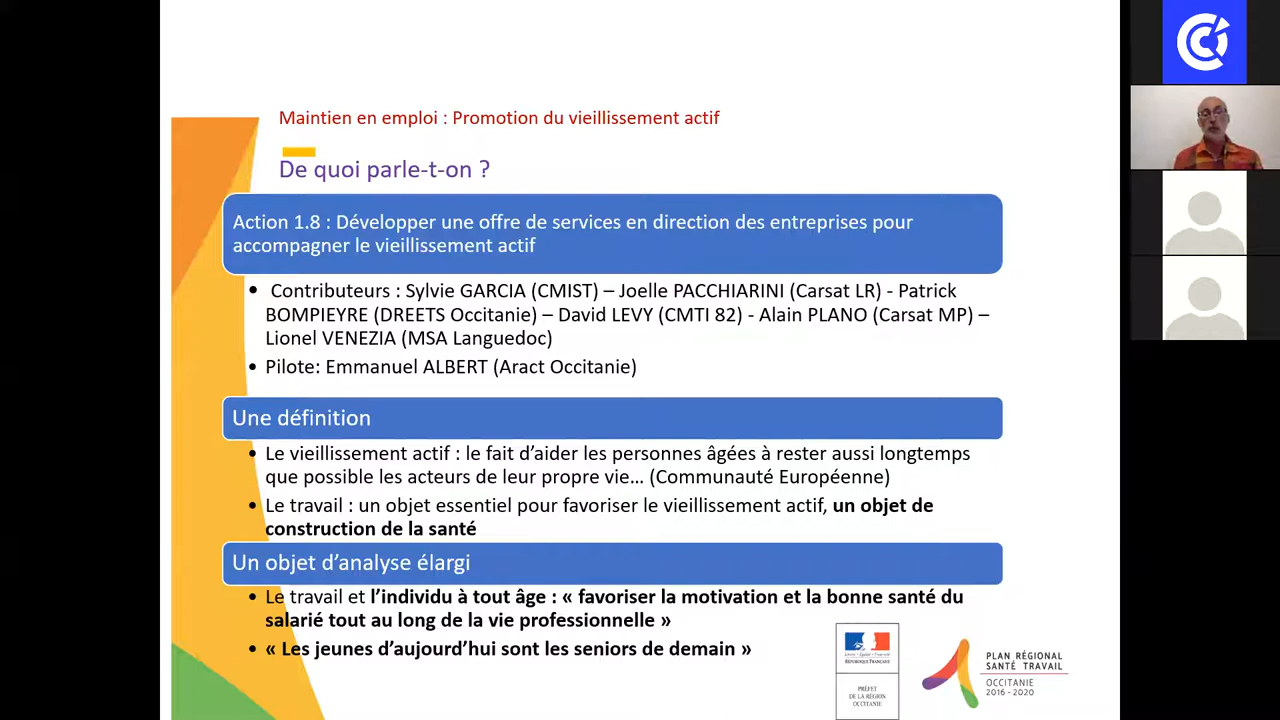 Maintien en emploi : Promotion du vieillissement actif
De quoi parle-t-on ?
Action 1.8 : Développer une offre de services en direction des entreprises pour
accompagner le vieillissement actif
• Contributeurs : Sylvie GARCIA (CMIST) – Joelle PACCHIARINI (Carsat LR) - Patrick
BOMPIEYRE (DREETS Occitanie) – David LEVY (CMTI 82) - Alain PLANO (Carsat MP) –
Lionel VENEZIA (MSA Languedoc)
• Pilote: Emmanuel ALBERT (Aract Occitanie)
Une définition
• Le vieillissement actif : le fait d’aider les personnes âgées à rester aussi longtemps
que possible les acteurs de leur propre vie… (Communauté Européenne)
• Le travail : un objet essentiel pour favoriser le vieillissement actif, un objet de
construction de la santé
Un objet d’analyse élargi
• Le travail et l’individu à tout âge : « favoriser la motivation et la bonne santé du
salarié tout au long de la vie professionnelle »
• « Les jeunes d’aujourd’hui sont les seniors de demain »
RÉPUBLIQUE FRANÇAISE
PRÉFET
DE LA RÉGION
OCCITANIE
PLAN RÉGIONAL
SANTÉ TRAVAIL
OCCITANIE
2016 - 2020